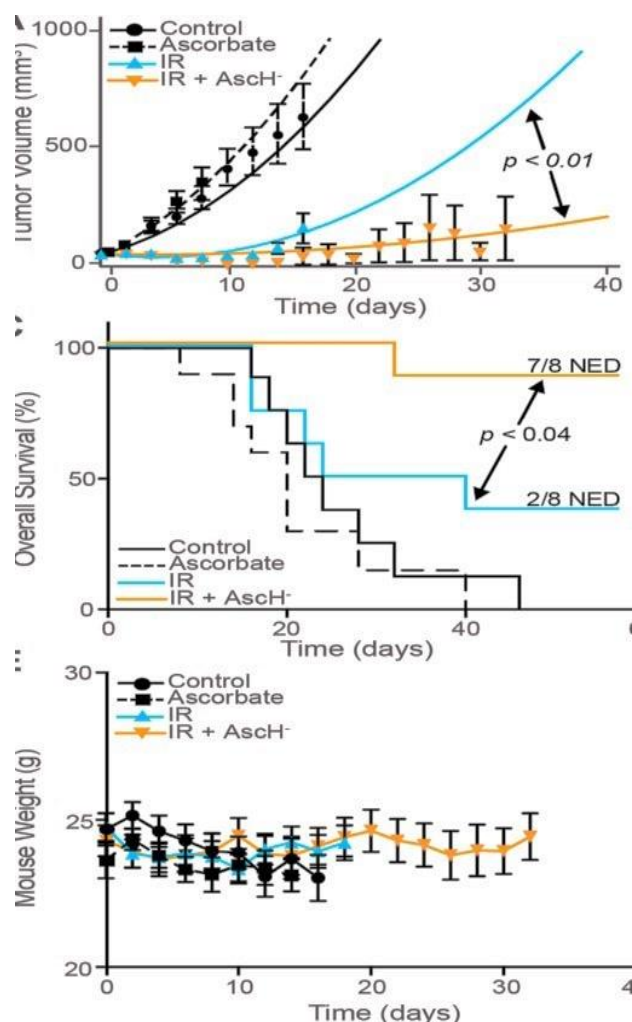 Tumor Volume (mm³)
1000
500
0
Control
Ascorbate
IR
IR + AscH-
p < 0.01
0 10 20 30 40
Time (days)
Overall Survival (%)
100
50
0
7/8 NED
p < 0.04
2/8 NED
Control
Ascorbate
IR
IR + AscH-
0 20 40
Time (days)
Mouse Weight (g)
30
25
20
Control
Ascorbate
IR
IR + AscH-
0 10 20 30
Time (days)